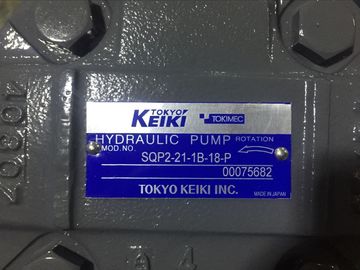 TOKYO
KEIKI TOKIMEC
HYDRAULIC PUMP ROTATION
MOD.NO. SQP2-21-1B-18-P
00075682
TOKYO KEIKI INC. MADE IN JAPAN